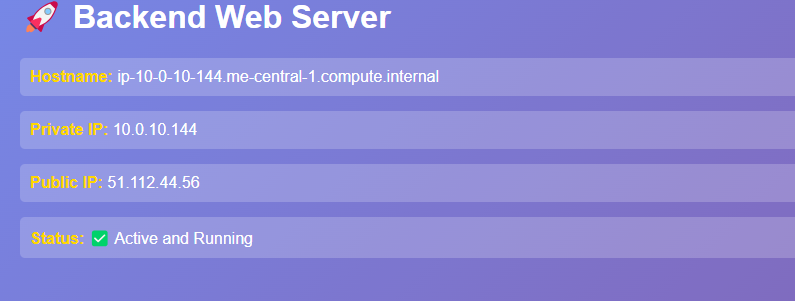 🚀 Backend Web Server
Hostname: ip-10-0-10-144.me-central-1.compute.internal
Private IP: 10.0.10.144
Public IP: 51.112.44.56
Status: ✅ Active and Running